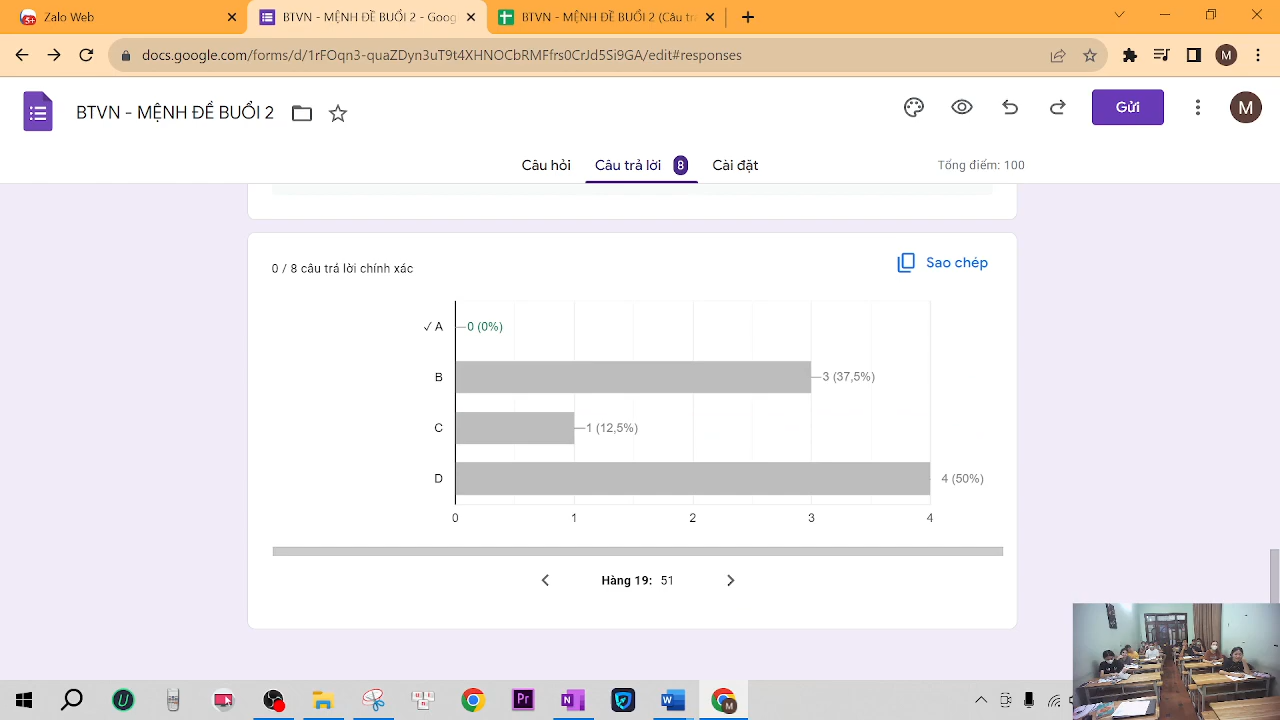 Zalo Web
BTVN - MỆNH ĐỀ BUỔI 2 - Goog
BTVN - MỆNH ĐỀ BUỔI 2 (Câu tr
docs.google.com/forms/d/1rFOqn3-quaZDyn3uT9t4XHNOCbRMFfrs0CrJd5Si9GA/edit#responses
M
BTVN - MỆNH ĐỀ BUỔI 2
Gửi
M
Câu hỏi
Câu trả lời 8
Cài đặt
Tổng điểm: 100
0 / 8 câu trả lời chính xác
Sao chép
✓ A
0 (0%)
B
3 (37,5%)
C
1 (12,5%)
D
4 (50%)
0 1 2 3 4
Hàng 19: 51
Pr
N
W
M